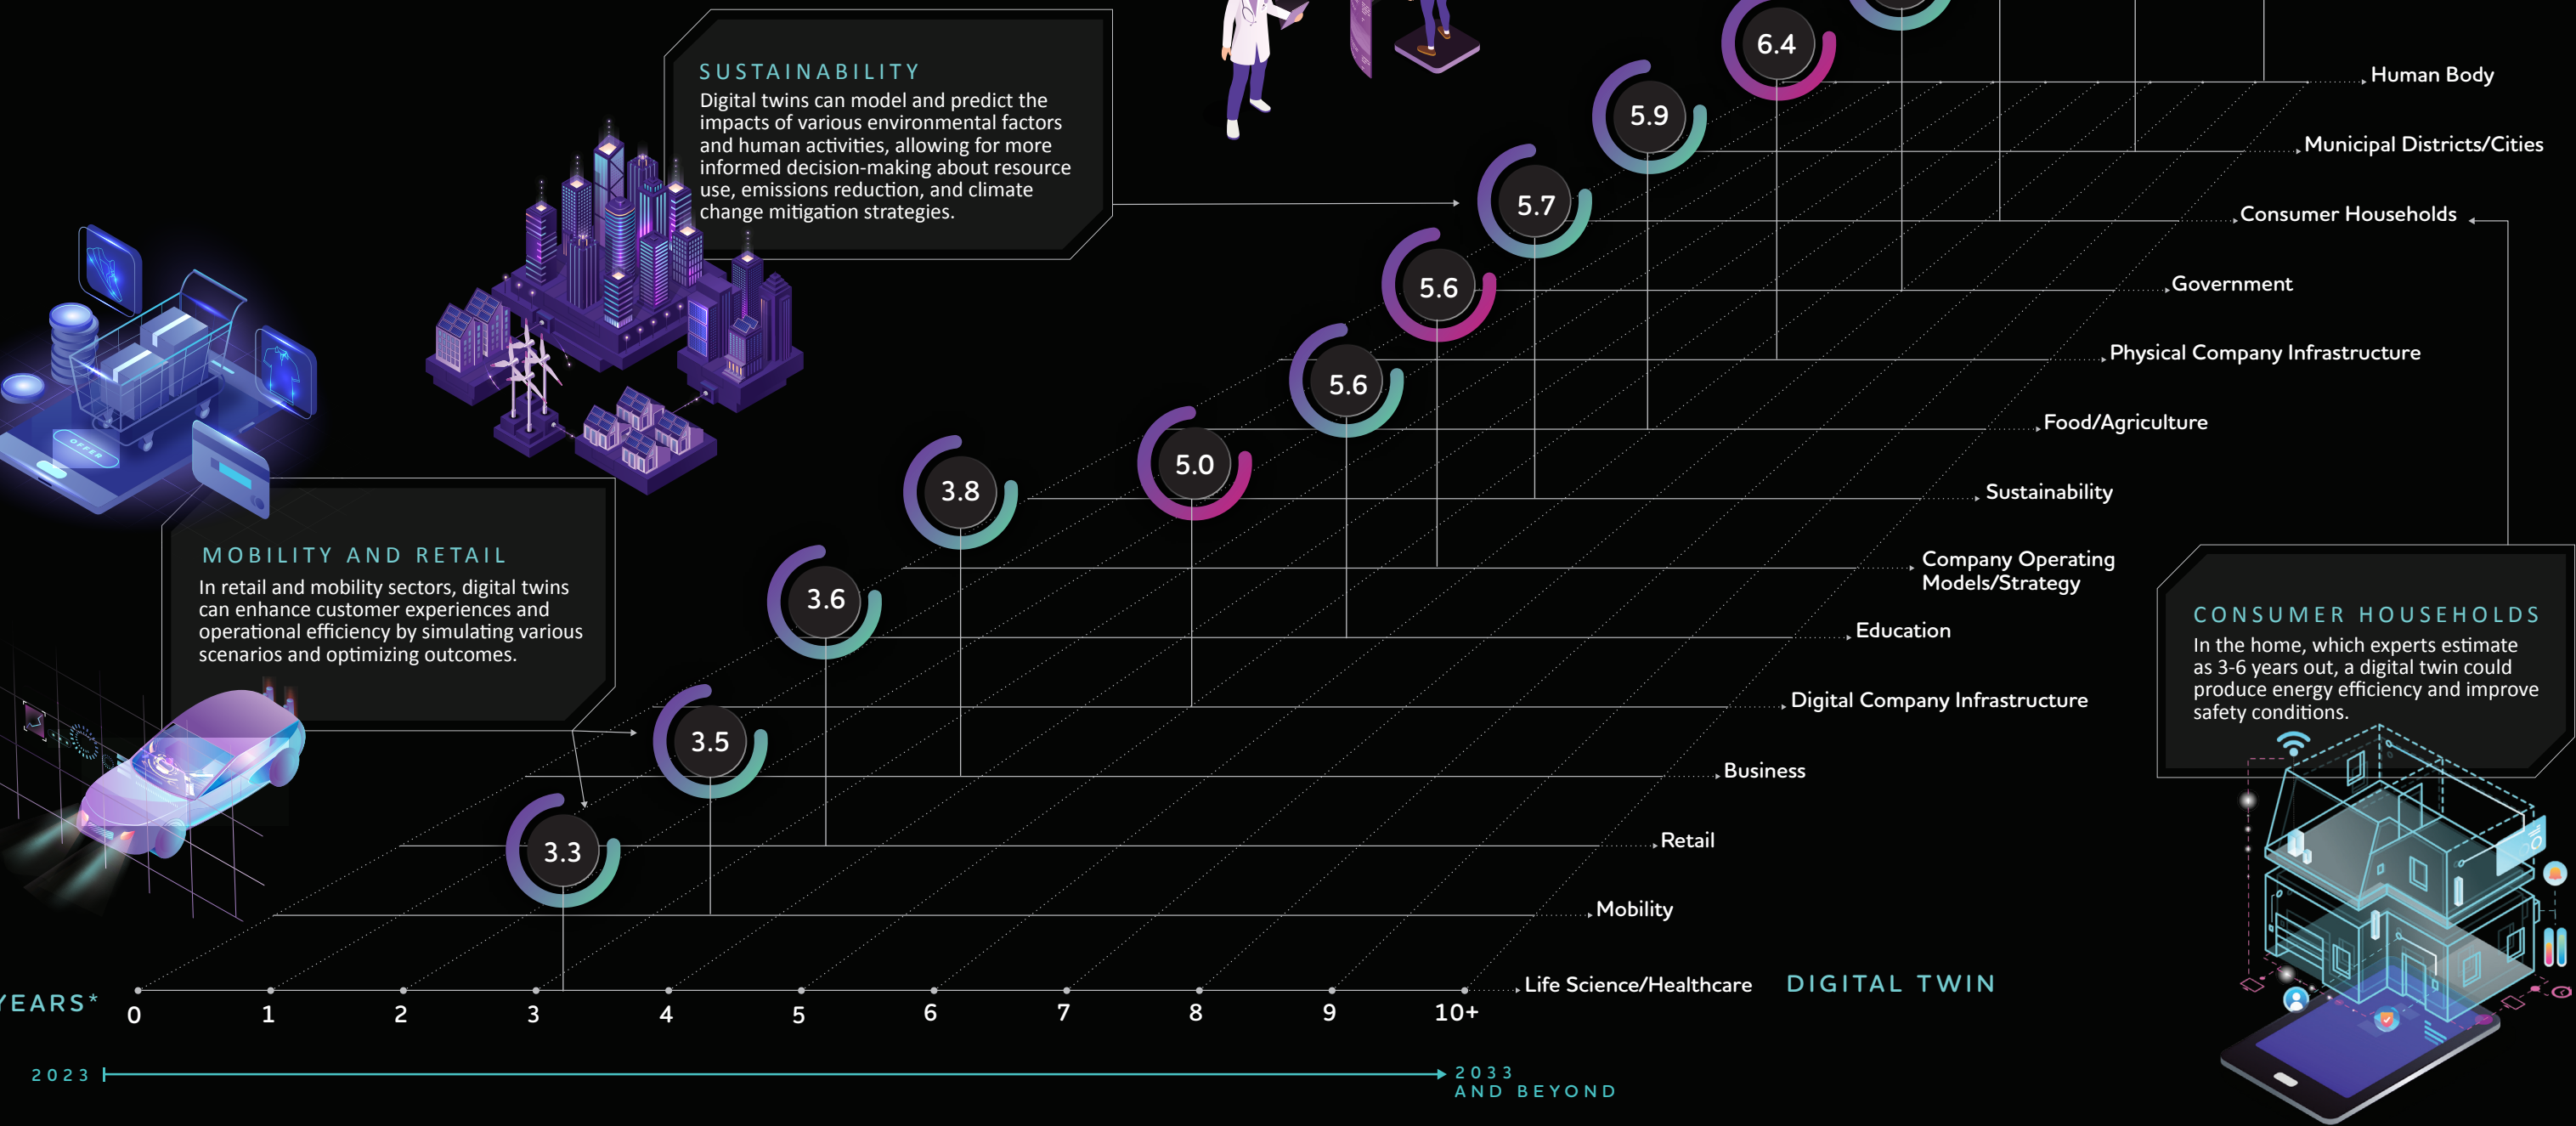 SUSTAINABILITY
Digital twins can model and predict the
impacts of various environmental factors
and human activities, allowing for more
informed decision-making about resource
use, emissions reduction, and climate
change mitigation strategies.
6.4
5.9
5.7
5.6
5.6
5.0
3.8
3.6
3.5
3.3
Human Body
Municipal Districts/Cities
Consumer Households
Government
Physical Company Infrastructure
Food/Agriculture
Sustainability
Company Operating
Models/Strategy
Education
Digital Company Infrastructure
Business
Retail
Mobility
Life Science/Healthcare
DIGITAL TWIN
OFFER
MOBILITY AND RETAIL
In retail and mobility sectors, digital twins
can enhance customer experiences and
operational efficiency by simulating various
scenarios and optimizing outcomes.
CONSUMER HOUSEHOLDS
In the home, which experts estimate
as 3-6 years out, a digital twin could
produce energy efficiency and improve
safety conditions.
YEARS*
0 1 2 3 4 5 6 7 8 9 10+
2023
2033
AND BEYOND